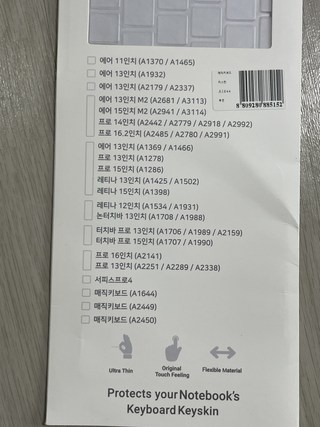 에어 11인치 (A1370 / A1465)
에어 13인치 (A1932)
에어 13인치 (A2179 / A2337)
에어 13인치 M2 (A2681 / A3113)
에어 15인치 M2 (A2941 / A3114)
프로 14인치 (A2442 / A2779 / A2918 / A2992)
프로 16.2인치 (A2485 / A2780 / A2991)
에어 13인치 (A1369 / A1466)
프로 13인치 (A1278)
프로 15인치 (A1286)
레티나 13인치 (A1425 / A1502)
레티나 15인치 (A1398)
레티나 12인치 (A1534 / A1931)
논터치바 13인치 (A1708 / A1988)
터치바 프로 13인치 (A1706 / A1989 / A2159)
터치바 프로 15인치 (A1707 / A1990)
프로 16인치 (A2141)
프로 13인치 (A2251 / A2289 / A2338)
서피스프로4
매직키보드 (A1644)
매직키보드 (A2449)
매직키보드 (A2450)
Ultra Thin
Original
Touch Feeling
Flexible Material
Protects your Notebook's
Keyboard Keyskin